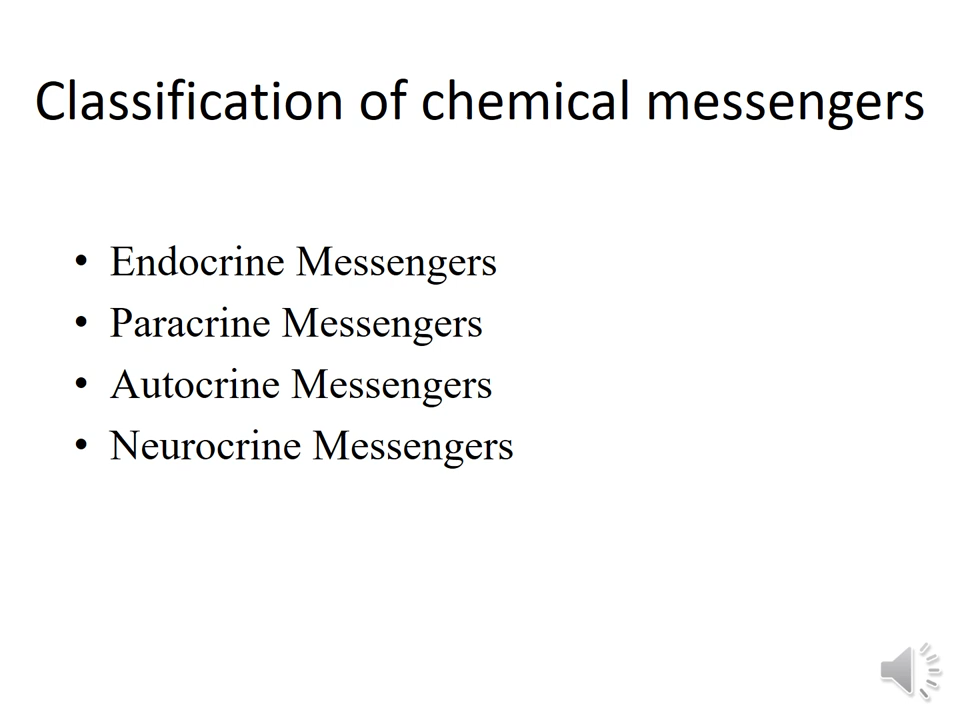 Classification of chemical messengers
• Endocrine Messengers
• Paracrine Messengers
• Autocrine Messengers
• Neurocrine Messengers